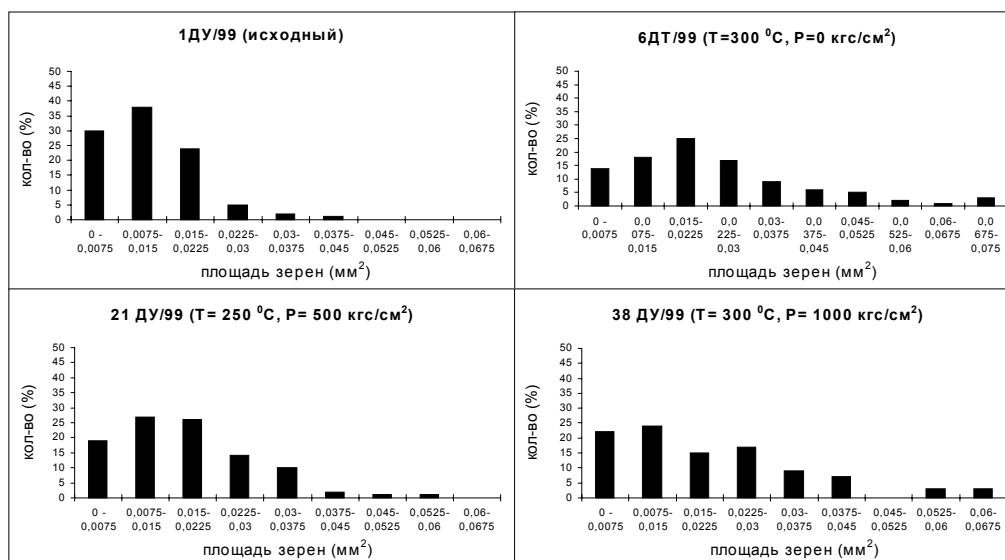 1ДУ/99 (исходный)
кол-во (%)
50
45
40
35
30
25
20
15
10
5
0
0 - 0,0075- 0,015- 0,0225- 0,03- 0,0375- 0,045- 0,0525- 0,06-
0,0075 0,015 0,0225 0,03 0,0375 0,045 0,0525 0,06 0,0675
площадь зерен (мм²)
6ДТ/99 (T=300 ⁰C, P=0 кгс/см²)
кол-во (%)
50
45
40
35
30
25
20
15
10
5
0
0 - 0,0 0,015- 0,0 0,03- 0,0 0,045- 0,0 0,06- 0,0
0,0075 075- 0,0225 225- 0,0375 375- 0,0525 525- 0,0675 675-
0,015 0,03 0,045 0,06 0,075
площадь зерен (мм²)
21 ДУ/99 (T= 250 ⁰C, P= 500 кгс/см²)
кол-во (%)
50
45
40
35
30
25
20
15
10
5
0
0 - 0,0075- 0,015- 0,0225- 0,03- 0,0375- 0,045- 0,0525- 0,06-
0,0075 0,015 0,0225 0,03 0,0375 0,045 0,0525 0,06 0,0675
площадь зерен (мм²)
38 ДУ/99 (T= 300 ⁰C, P= 1000 кгс/см²)
кол-во (%)
50
45
40
35
30
25
20
15
10
5
0
0 - 0,0075- 0,015- 0,0225- 0,03- 0,0375- 0,045- 0,0525- 0,06-
0,0075 0,015 0,0225 0,03 0,0375 0,045 0,0525 0,06 0,0675
площадь зерен (мм²)